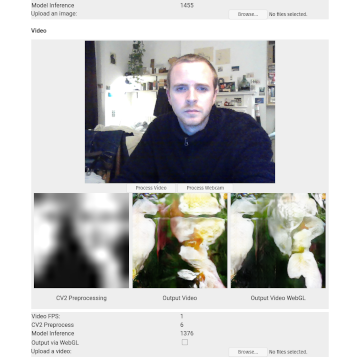 Model Inference 1455
Upload an image: Browse... No files selected.
Video
Process Video Process Webcam
CV2 Preprocessing Output Video Output Video WebGL
Video FPS: 1
CV2 Preprocess 6
Model Inference 1376
Output via WebGL
Upload a video: Browse... No files selected.